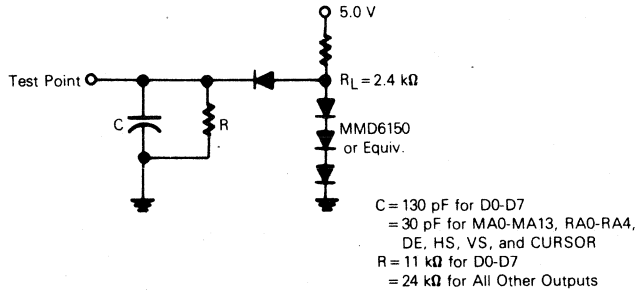 5.0 V
Test Point
R_L = 2.4 kΩ
C
R
MMD6150
or Equiv.
C = 130 pF for D0-D7
= 30 pF for MA0-MA13, RA0-RA4,
DE, HS, VS, and CURSOR
R = 11 kΩ for D0-D7
= 24 kΩ for All Other Outputs